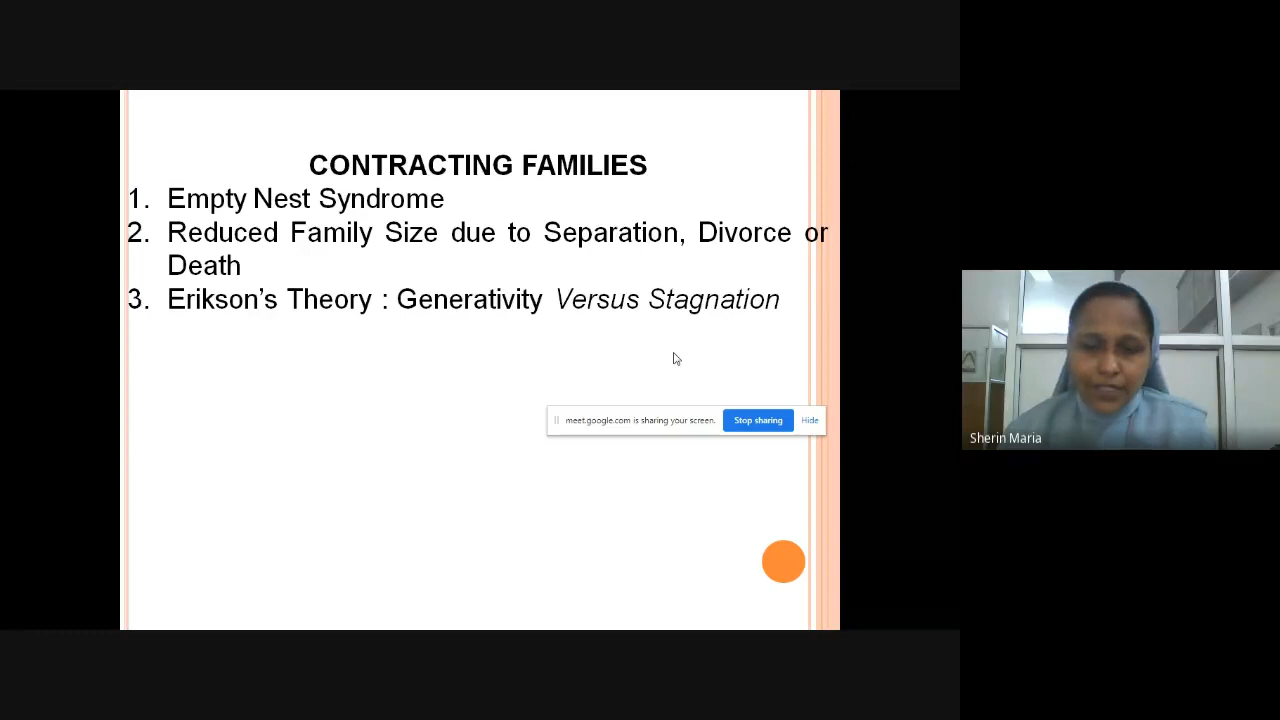 CONTRACTING FAMILIES
1. Empty Nest Syndrome
2. Reduced Family Size due to Separation, Divorce or
Death
3. Erikson’s Theory : Generativity Versus Stagnation
meet.google.com is sharing your screen. Stop sharing Hide
Sherin Maria